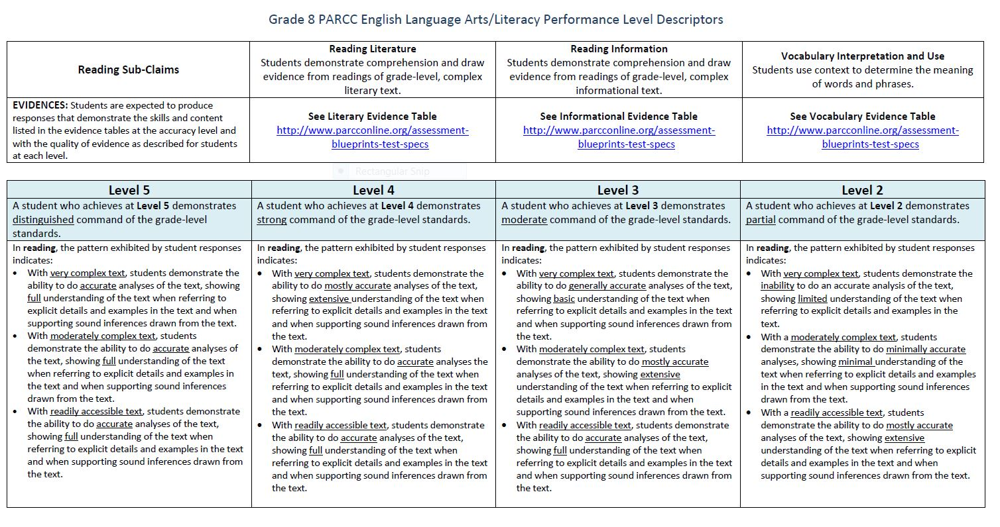 Grade 8 PARCC English Language Arts/Literacy Performance Level Descriptors
Reading Sub-Claims
Reading Literature
Students demonstrate comprehension and draw
evidence from readings of grade-level, complex
literary text.
Reading Information
Students demonstrate comprehension and draw
evidence from readings of grade-level, complex
informational text.
Vocabulary Interpretation and Use
Students use context to determine the meaning
of words and phrases.
EVIDENCES: Students are expected to produce
responses that demonstrate the skills and content
listed in the evidence tables at the accuracy level and
with the quality of evidence as described for students
at each level.
See Literary Evidence Table
http://www.parcconline.org/assessment-
blueprints-test-specs
See Informational Evidence Table
http://www.parcconline.org/assessment-
blueprints-test-specs
See Vocabulary Evidence Table
http://www.parcconline.org/assessment-
blueprints-test-specs
Rectangular Snip
Level 5
Level 4
Level 3
Level 2
A student who achieves at Level 5 demonstrates
distinguished command of the grade-level
standards.
A student who achieves at Level 4 demonstrates
strong command of the grade-level standards.
A student who achieves at Level 3 demonstrates
moderate command of the grade-level standards.
A student who achieves at Level 2 demonstrates
partial command of the grade-level standards.
In reading, the pattern exhibited by student responses
indicates:
• With very complex text, students demonstrate the
ability to do accurate analyses of the text, showing
full understanding of the text when referring to
explicit details and examples in the text and when
supporting sound inferences drawn from the text.
• With moderately complex text, students
demonstrate the ability to do accurate analyses of
the text, showing full understanding of the text
when referring to explicit details and examples in
the text and when supporting sound inferences
drawn from the text.
• With readily accessible text, students demonstrate
the ability to do accurate analyses of the text,
showing full understanding of the text when
referring to explicit details and examples in the text
and when supporting sound inferences drawn from
the text.
In reading, the pattern exhibited by student responses
indicates:
• With very complex text, students demonstrate the
ability to do mostly accurate analyses of the text,
showing extensive understanding of the text when
referring to explicit details and examples in the text
and when supporting sound inferences drawn from
the text.
• With moderately complex text, students
demonstrate the ability to do accurate analyses the
text, showing full understanding of the text when
referring to explicit details and examples in the text
and when supporting sound inferences drawn from
the text.
• With readily accessible text, students demonstrate
the ability to do accurate analyses of the text,
showing full understanding of the text when
referring to explicit details and examples in the text
and when supporting sound inferences drawn from
the text.
In reading, the pattern exhibited by student responses
indicates:
• With very complex text, students demonstrate the
ability to do generally accurate analyses of the text,
showing basic understanding of the text when
referring to explicit details and examples in the text
and when supporting sound inferences drawn from
the text.
• With moderately complex text, students
demonstrate the ability to do mostly accurate
analyses of the text, showing extensive
understanding of the text when referring to explicit
details and examples in the text and when
supporting sound inferences drawn from the text.
• With readily accessible text, students demonstrate
the ability to do accurate analyses of the text,
showing full understanding of the text when
referring to explicit details and examples in the text
and when supporting sound inferences drawn from
the text.
In reading, the pattern exhibited by student responses
indicates:
• With very complex text, students demonstrate the
inability to do an accurate analysis of the text,
showing limited understanding of the text when
referring to explicit details and examples in the
text.
• With a moderately complex text, students
demonstrate the ability to do minimally accurate
analyses, showing minimal understanding of the
text when referring to explicit details and examples
in the text and when supporting sound inferences
drawn from the text.
• With a readily accessible text, students
demonstrate the ability to do mostly accurate
analyses of the text, showing extensive
understanding of the text when referring to explicit
details and examples in the text and when
supporting sound inferences drawn from the text.